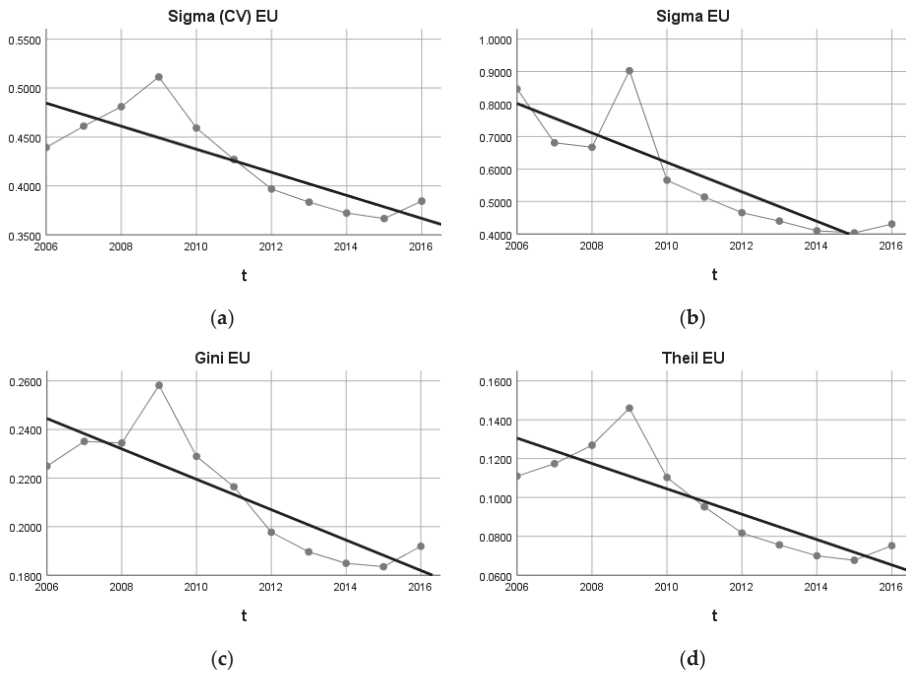 Sigma (CV) EU
0.5500
0.5000
0.4500
0.4000
0.3500
2006 2008 2010 2012 2014 2016
t
(a)
Sigma EU
1.0000
0.9000
0.8000
0.7000
0.6000
0.5000
0.4000
2006 2008 2010 2012 2014 2016
t
(b)
Gini EU
0.2600
0.2400
0.2200
0.2000
0.1800
2006 2008 2010 2012 2014 2016
t
(c)
Theil EU
0.1600
0.1400
0.1200
0.1000
0.0800
0.0600
2006 2008 2010 2012 2014 2016
t
(d)